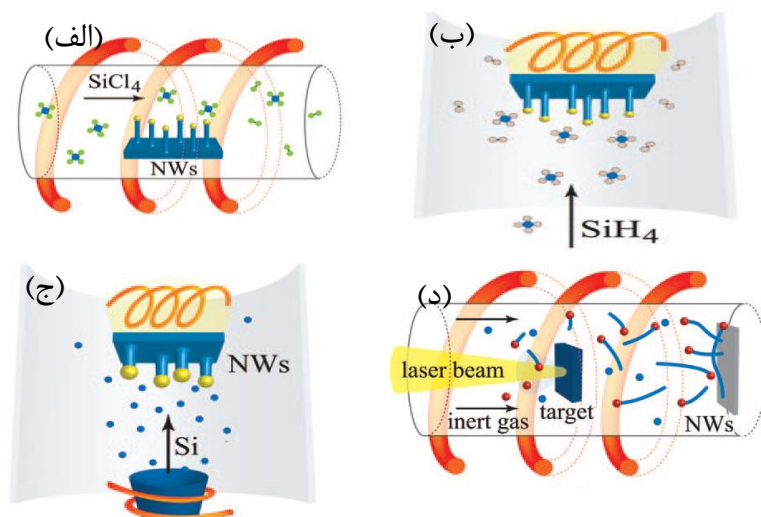 (الف)
SiCl4
NWs
(ب)
SiH4
(ج)
NWs
Si
(د)
laser beam
inert gas
target
NWs